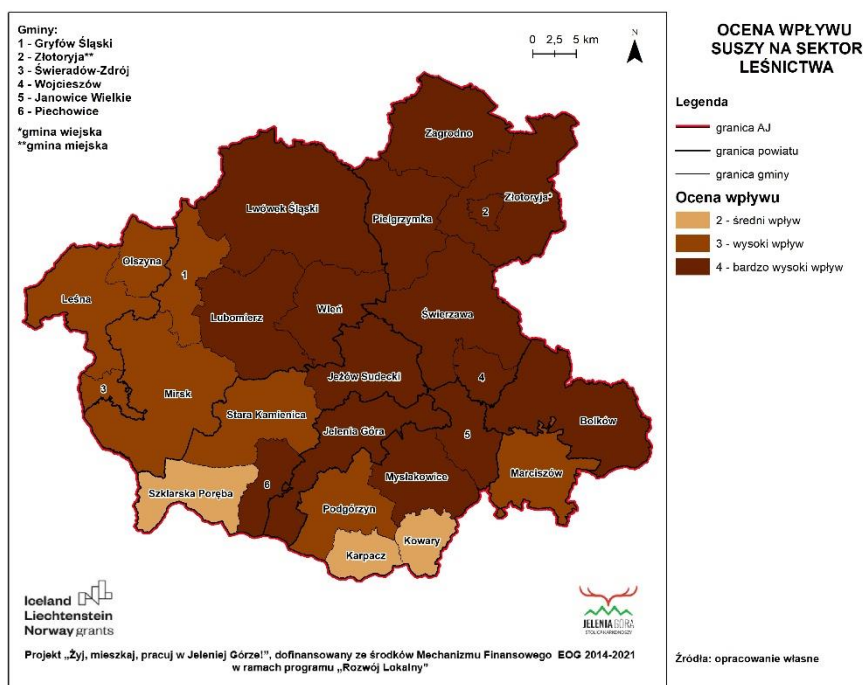 Gminy:
1 - Gryfów Śląski
2 - Złotoryja**
3 - Świeradów-Zdrój
4 - Wojcieszów
5 - Janowice Wielkie
6 - Piechowice
*gmina wiejska
**gmina miejska
0 2,5 5 km
N
OCENA WPŁYWU
SUSZY NA SEKTOR
LEŚNICTWA
Legenda
granica AJ
granica powiatu
granica gminy
Ocena wpływu
2 - średni wpływ
3 - wysoki wpływ
4 - bardzo wysoki wpływ
Zagrodno
Lwówek Śląski
Pielgrzymka
2
Złotoryja*
Olszyna
1
Leśna
Lubomierz
Wleń
Świerzawa
Jeżów Sudecki
4
3
Mirsk
Stara Kamienica
Jelenia Góra
5
Bolków
Szklarska Poręba
6
Mysłakowice
Marciszów
Podgórzyn
Kowary
Karpacz
Iceland
Liechtenstein
Norway grants
JELENIA GÓRA
STOLICA KARKONOSZY
Projekt „Żyj, mieszkaj, pracuj w Jeleniej Górze!”, dofinansowany ze środków Mechanizmu Finansowego EOG 2014-2021
w ramach programu „Rozwój Lokalny"
Źródła: opracowanie własne